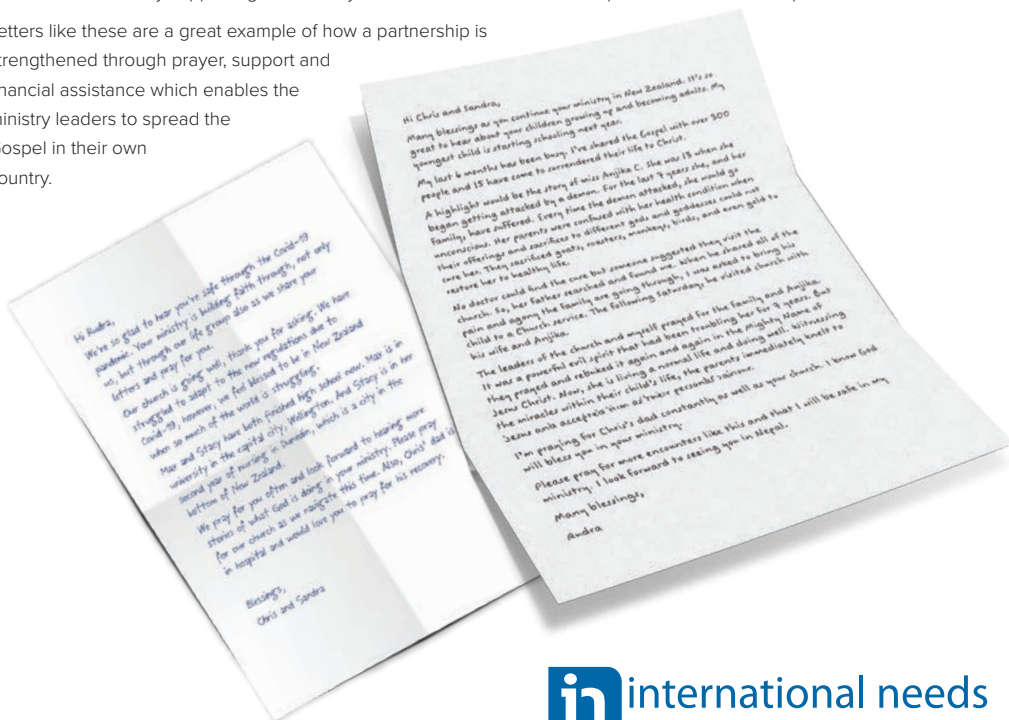 etters like these are a great example of how a partnership is
trengthened through prayer, support and
nancial assistance which enables the
ministry leaders to spread the
Gospel in their own
ountry.
Hi Rudra,
We're so glad to hear you're safe through the Covid-19
pandemic. Your ministry is building faith through, not only
us, but through our life group also as we share your
letters and pray for you.
Our church is going well, thank you for asking. We have
struggled to adapt to the new regulations due to
Covid-19, however, we feel blessed to be in New Zealand
when so much of the world is struggling.
Max and Stacy have both finished high school now. Max is in
university in the capital city, Wellington. And Stacy is in her
second year of nursing in Dunedin, which is a city in the
bottom of New Zealand.
We pray for you often and look forward to hearing more
stories of what God is doing in your ministry. Please pray
for our church as we navigate this time. Also, Chris' dad is
in hospital and would love you to pray for his recovery.
Blessings,
Chris and Sandra
Hi Chris and Sandra,
Many blessings as you continue your ministry in New Zealand. It's so
great to hear about your children growing up and becoming adults. My
youngest child is starting schooling next year.
My last 6 months has been busy. I've shared the Gospel with over 300
people and 15 have come to surrendered their life to Christ.
A highlight would be the story of miss Anjika C. She was 13 when she
began getting attacked by a demon. For the last 7 years she, and her
family, have suffered. Every time the demon attacked, she would go
unconscious. Her parents were confused with her health condition when
their offerings and sacrifices to different gods and goddesses could not
cure her. They sacrificed goats, roosters, monkeys, birds, and even gold to
restore her to healthy life.
No doctor could find the cure but someone suggested they visit the
church. So, her father searched and found me. When he shared all of the
pain and agony the family are going through, I was asked to bring his
child to a Church service. The following Saturday, he visited church with
his wife and Anjika.
The leaders of the church and myself prayed for the family and Anjika.
It was a powerful evil spirit that had been troubling her for 7 years. But
they prayed and rebuked it again and again in the Mighty Name of
Jesus Christ. Now, she is living a normal life and doing well. Witnessing
the miracles within their child's life, the parents immediately knelt to
Jesus and accepted Him as their personal saviour.
I'm praying for Chris's dad constantly as well as your church. I know God
will bless you in your ministry.
Please pray for more encounters like this and that I will be safe in my
ministry. I look forward to seeing you in Nepal.
Many blessings,
Rudra
in international needs